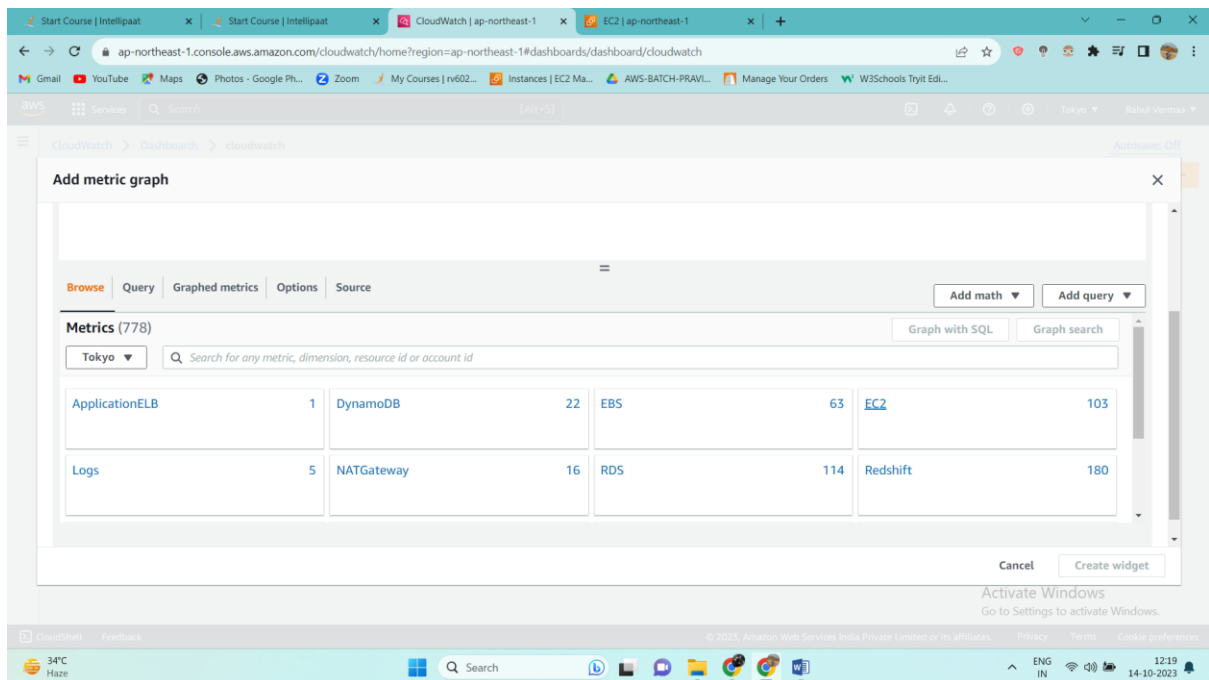 Start Course | Intellipaat
Start Course | Intellipaat
CloudWatch | ap-northeast-1
EC2 | ap-northeast-1
ap-northeast-1.console.aws.amazon.com/cloudwatch/home?region=ap-northeast-1#dashboards/dashboard/cloudwatch
Gmail YouTube Maps Photos - Google Ph... Zoom My Courses | rv602... Instances | EC2 Ma... AWS-BATCH-PRAVI... Manage Your Orders W3Schools Tryit Edi...
aws Services Search [Alt+S] Tokyo Rahul Vermaa
CloudWatch > Dashboards > cloudwatch Autosave: Off
Add metric graph
Browse Query Graphed metrics Options Source
Add math Add query
Metrics (778) Graph with SQL Graph search
Tokyo Search for any metric, dimension, resource id or account id
ApplicationELB 1 DynamoDB 22 EBS 63 EC2 103
Logs 5 NATGateway 16 RDS 114 Redshift 180
Cancel Create widget
Activate Windows
Go to Settings to activate Windows.
CloudShell Feedback © 2023, Amazon Web Services India Private Limited or its affiliates. Privacy Terms Cookie preferences
34°C
Haze
Search
ENG
IN
12:19
14-10-2023